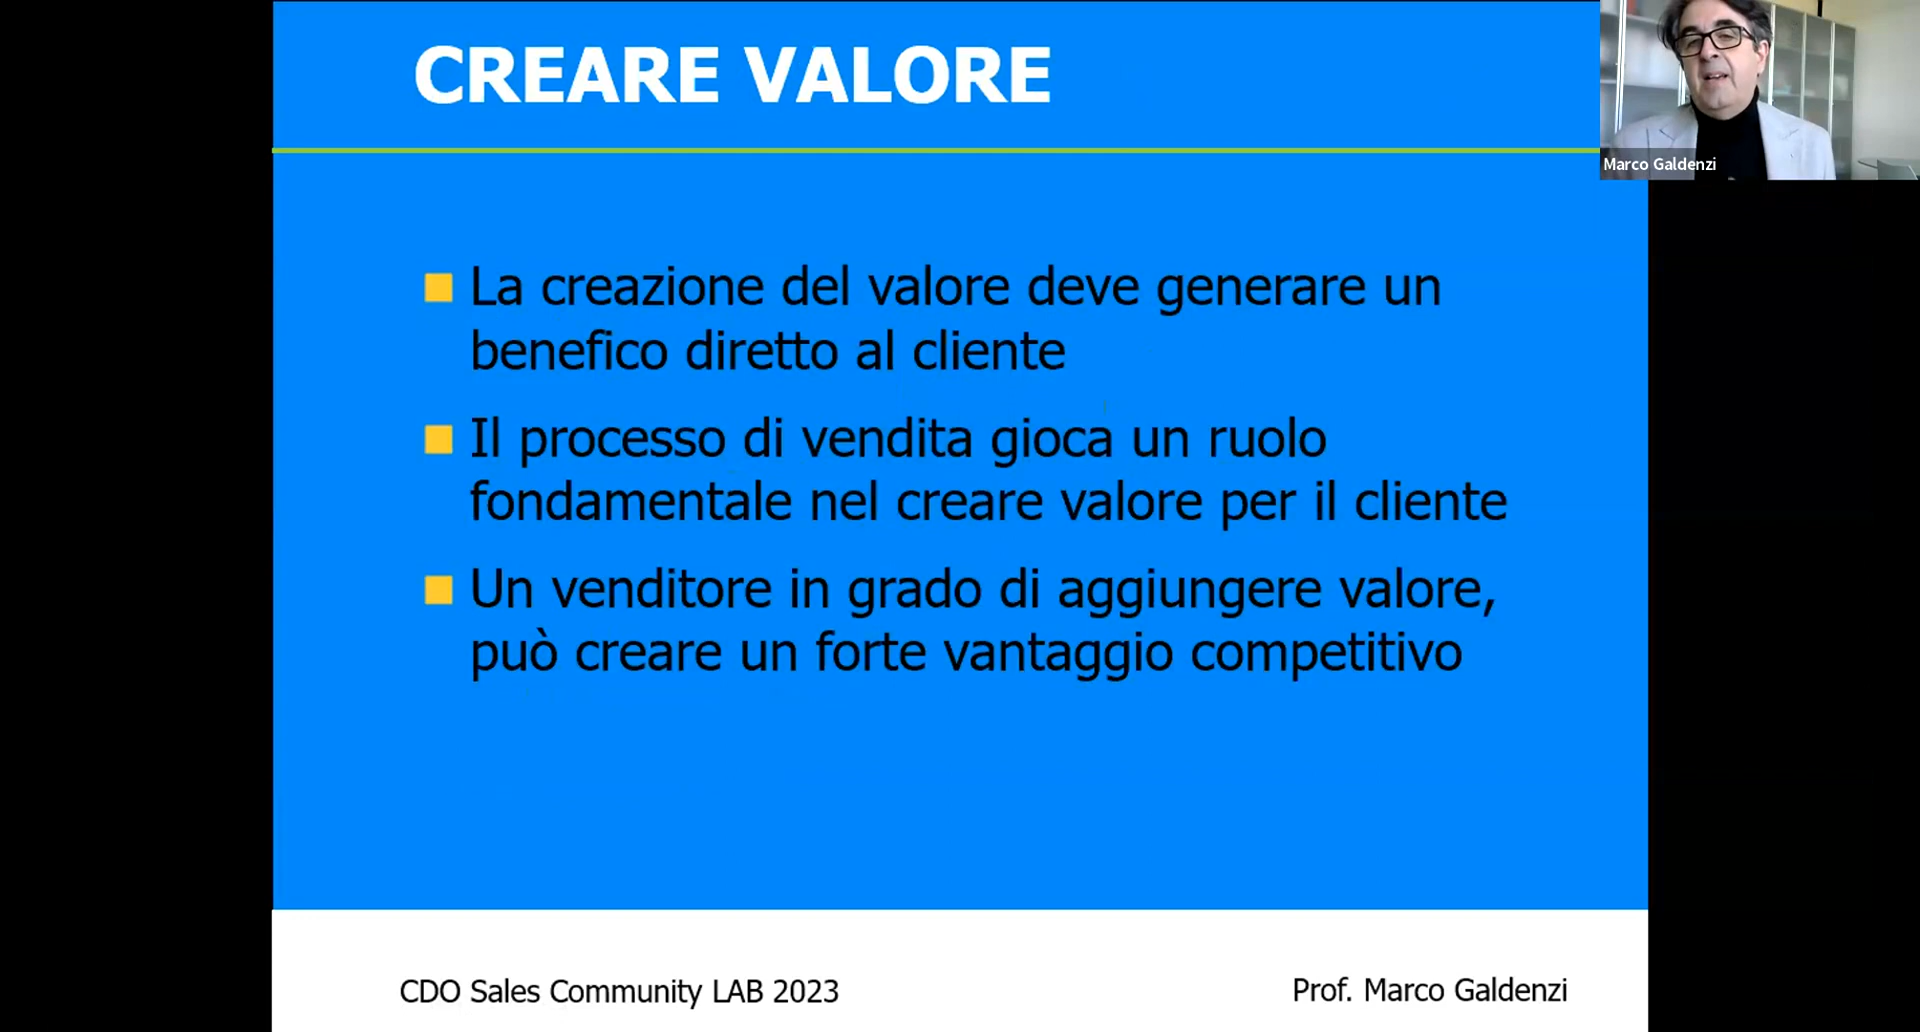 CREARE VALORE
Marco Galdenzi
La creazione del valore deve generare un
benefico diretto al cliente
Il processo di vendita gioca un ruolo
fondamentale nel creare valore per il cliente
Un venditore in grado di aggiungere valore,
può creare un forte vantaggio competitivo
CDO Sales Community LAB 2023
Prof. Marco Galdenzi